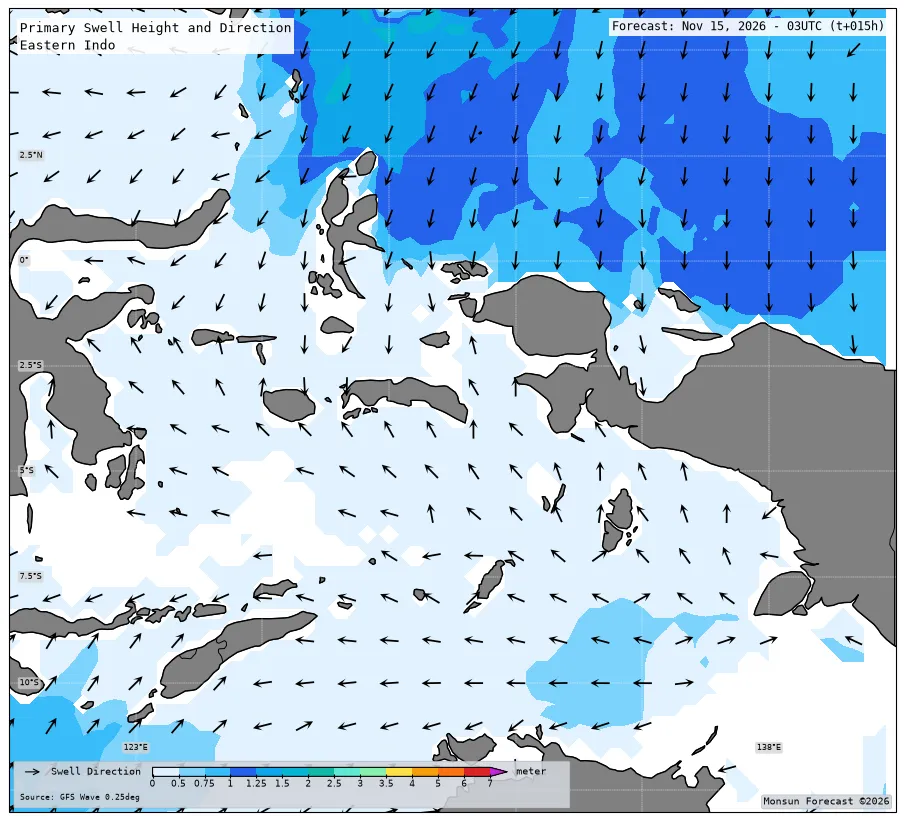 Primary Swell Height and Direction
Eastern Indo
Forecast: Nov 15, 2026 - 03UTC (t+015h)
2.5°N
0°
2.5°S
5°S
7.5°S
10°S
123°E
138°E
Swell Direction
0 0.5 0.75 1 1.25 1.5 2 2.5 3 3.5 4 5 6 7
meter
Source: GFS Wave 0.25deg
Monsun Forecast ©2026